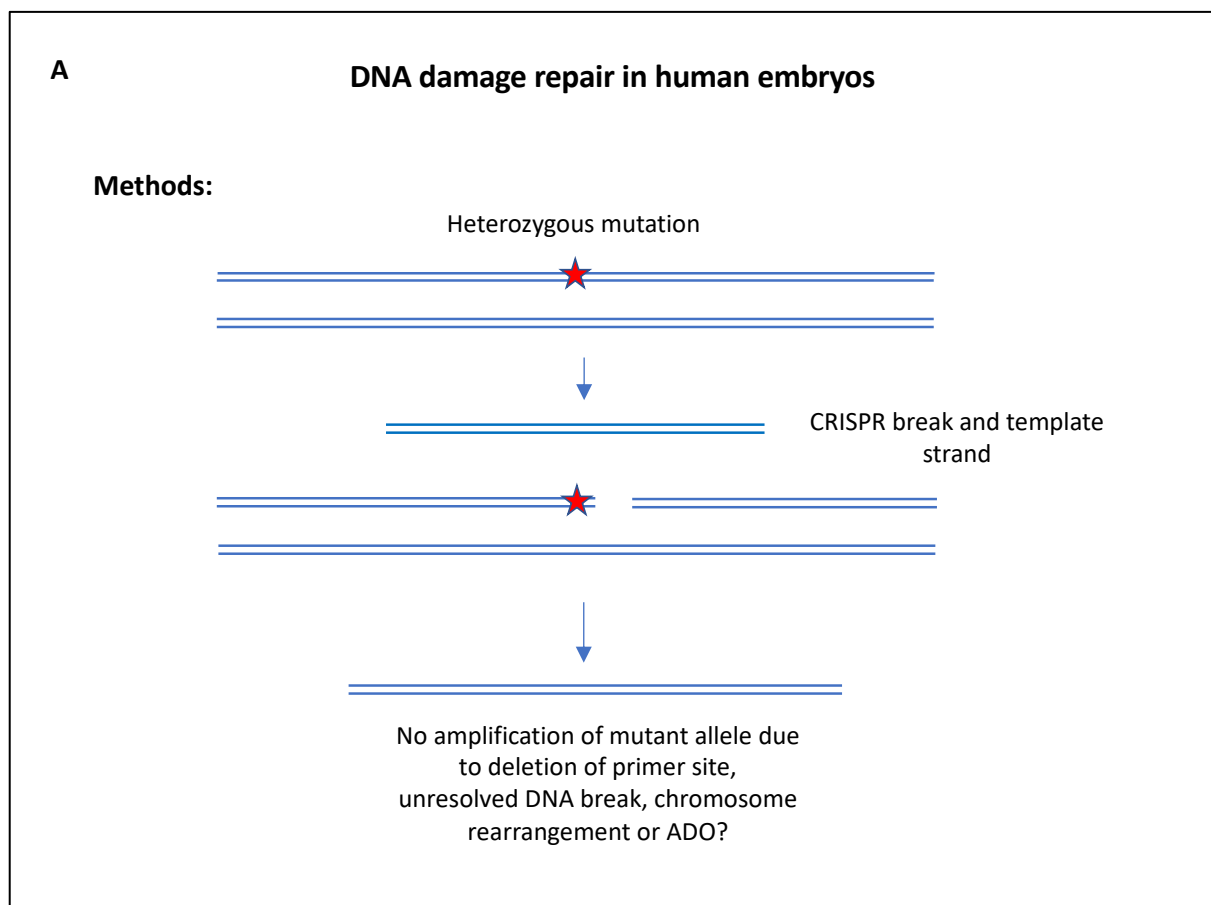 A
DNA damage repair in human embryos
Methods:
Heterozygous mutation
CRISPR break and template
strand
No amplification of mutant allele due
to deletion of primer site,
unresolved DNA break, chromosome
rearrangement or ADO?